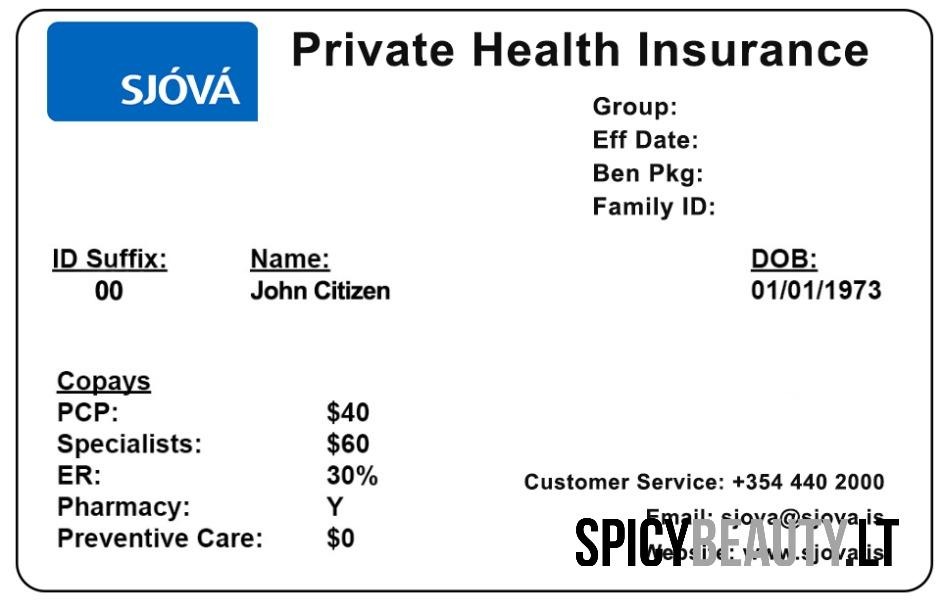 SJÓVÁ
Private Health Insurance
Group:
Eff Date:
Ben Pkg:
Family ID:
ID Suffix: Name: DOB:
00 John Citizen 01/01/1973
Copays
PCP: $40
Specialists: $60
ER: 30%
Pharmacy: Y
Preventive Care: $0
Customer Service: +354 440 2000
Email: sjova@sjova.is
Website: www.sjova.is
SPICYBEAUTY.LT